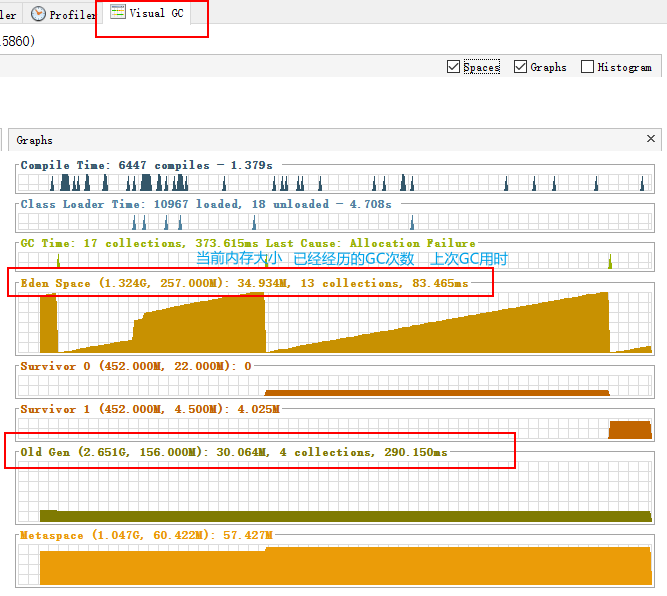 ler
Profiler
Visual GC
5860)
Spaces
Graphs
Histogram
Graphs
Compile Time: 6447 compiles - 1.379s
Class Loader Time: 10967 loaded, 18 unloaded - 4.708s
GC Time: 17 collections, 373.615ms Last Cause: Allocation Failure
当前内存大小 已经经历的GC次数 上次GC用时
Eden Space (1.324G, 257.000M): 34.934M, 13 collections, 83.465ms
Survivor 0 (452.000M, 22.000M): 0
Survivor 1 (452.000M, 4.500M): 4.025M
Old Gen (2.651G, 156.000M): 30.064M, 4 collections, 290.150ms
Metaspace (1.047G, 60.422M): 57.427M